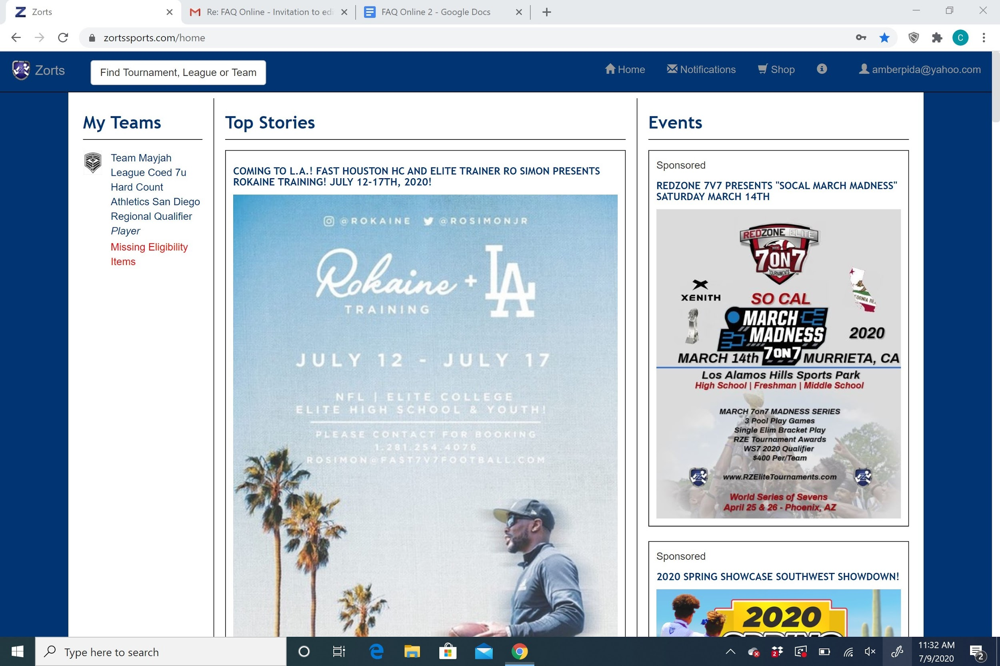 Zorts
Re: FAQ Online - Invitation to edi
FAQ Online 2 - Google Docs
zortssports.com/home
C
Zorts
Find Tournament, League or Team
Home
Notifications
Shop
amberpida@yahoo.com
My Teams
Team Mayjah
League Coed 7u
Hard Count
Athletics San Diego
Regional Qualifier
Player
Missing Eligibility
Items
Top Stories
COMING TO L.A.! FAST HOUSTON HC AND ELITE TRAINER RO SIMON PRESENTS
ROKAINE TRAINING! JULY 12-17TH, 2020!
@ROKAINE @ROSIMONJR
Rokaine + LA
TRAINING
JULY 12 - JULY 17
NFL | ELITE COLLEGE
ELITE HIGH SCHOOL & YOUTH!
PLEASE CONTACT FOR BOOKING
1.281.254.4076
ROSIMON@FAST7V7FOOTBALL.COM
Events
Sponsored
REDZONE 7V7 PRESENTS "SOCAL MARCH MADNESS"
SATURDAY MARCH 14TH
REDZONE ELITE
7ON7
TOURNAMENTS
XENITH
SO CAL
MARCH
MADNESS
2020
7ON7
MARCH 14th MURRIETA, CA
Los Alamos Hills Sports Park
High School | Freshman | Middle School
MARCH 7on7 MADNESS SERIES
3 Pool Play Games
Single Elim Bracket Play
RZE Tournament Awards
WS7 2020 Qualifier
$400 Per/Team
www.RZEliteTournaments.com
World Series of Sevens
April 25 & 26 - Phoenix, AZ
Sponsored
2020 SPRING SHOWCASE SOUTHWEST SHOWDOWN!
2020
Type here to search
2
11:32 AM
7/9/2020
2